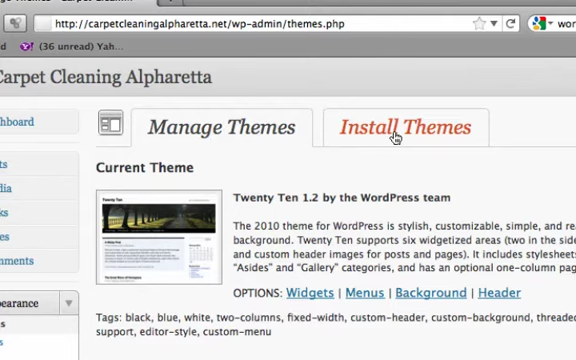 http://carpetcleaningalpharetta.net/wp-admin/themes.php
(36 unread) Yah...
Carpet Cleaning Alpharetta
Manage Themes
Install Themes
Current Theme
Twenty Ten 1.2 by the WordPress team
The 2010 theme for WordPress is stylish, customizable, simple, and rea
background. Twenty Ten supports six widgetized areas (two in the side
and custom header images for posts and pages). It includes stylesheets
"Asides" and "Gallery" categories, and has an optional one-column pag
OPTIONS: Widgets | Menus | Background | Header
Tags: black, blue, white, two-columns, fixed-width, custom-header, custom-background, threaded
support, editor-style, custom-menu
hboard
ts
dia
ks
es
mments
pearance
s